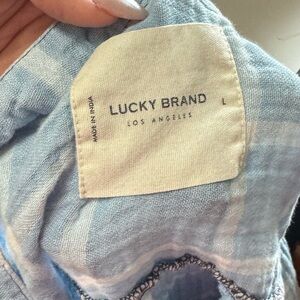 LUCKY BRAND
LOS ANGELES
L
MADE IN INDIA